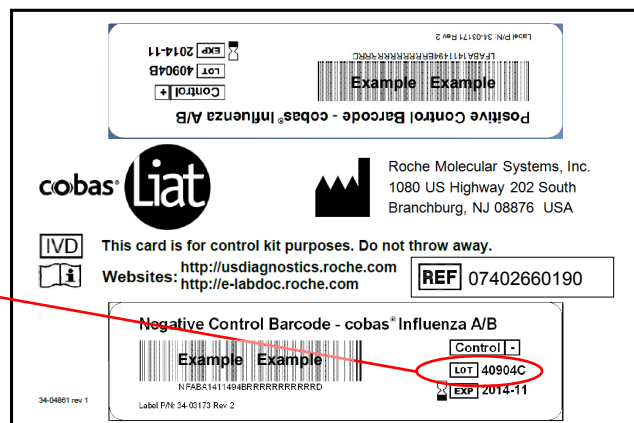 Label P/N: 34-03171 Rev 2
EXP 2014-11
LOT 40904B
Control +
Example Example
Positive Control Barcode - cobas® Influenza A/B
cobas® Liat
Roche Molecular Systems, Inc.
1080 US Highway 202 South
Branchburg, NJ 08876 USA
IVD This card is for control kit purposes. Do not throw away.
i Websites: http://usdiagnostics.roche.com
http://e-labdoc.roche.com
REF 07402660190
Negative Control Barcode - cobas® Influenza A/B
Example Example
NFABA1411494BRRRRRRRRRRRD
Label P/N: 34-03173 Rev 2
Control -
LOT 40904C
EXP 2014-11
34-04861 rev 1